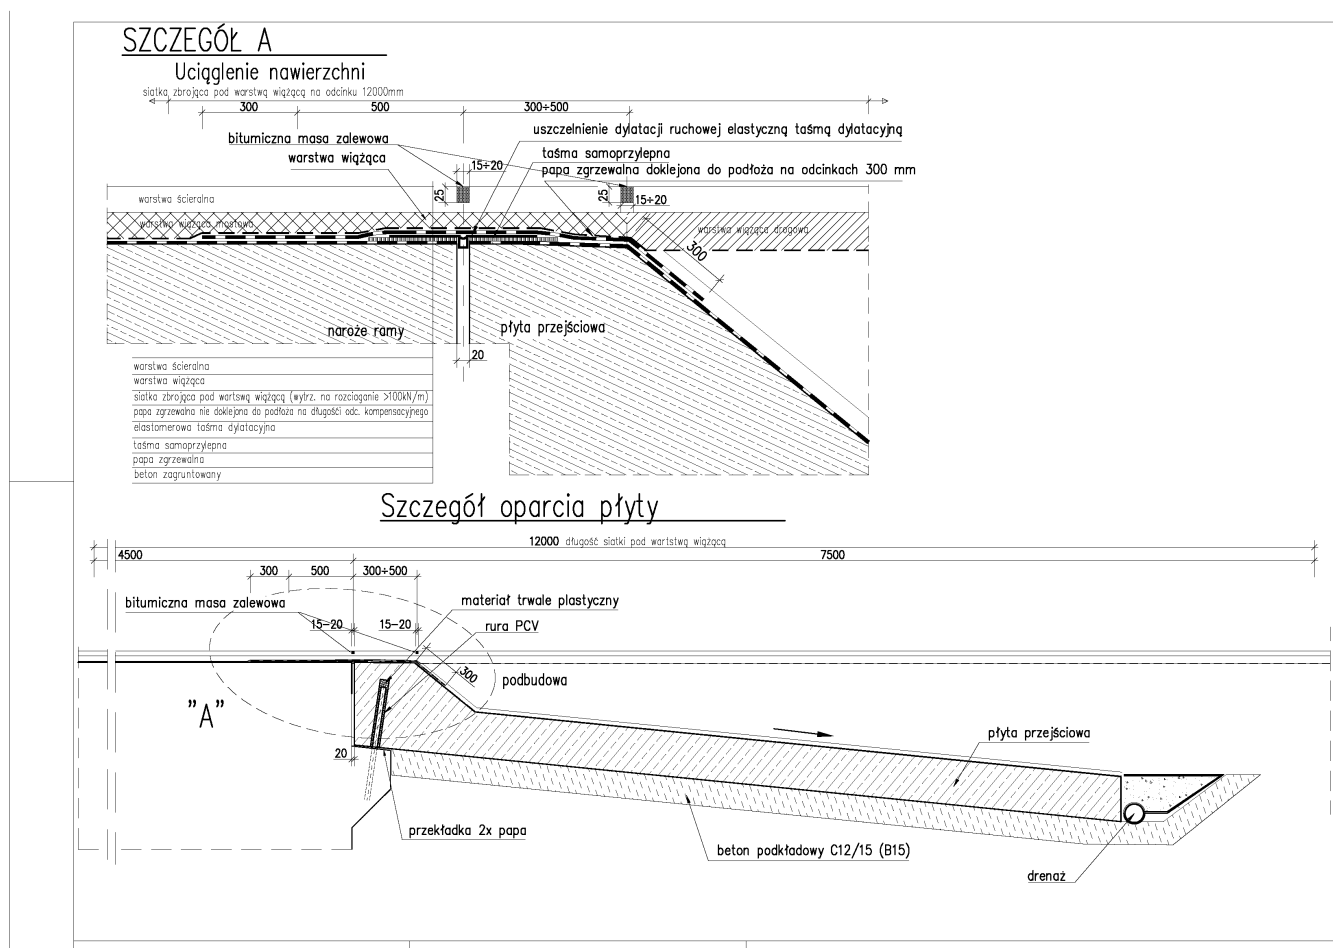 SZCZEGÓŁ A
Uciąglenie nawierzchni
siatka zbrojąca pod warstwą wiążącą na odcinku 12000mm
300
500
300÷500
bitumiczna masa zalewowa
uszczelnienie dylatacji ruchowej elastyczną taśmą dylatacyjną
warstwa wiążąca
taśma samoprzylepna
15÷20
papa zgrzewalna doklejona do podłoża na odcinkach 300 mm
25
25
15÷20
warstwa ścieralna
warstwa wiążąca mostowa
warstwa wiążąca drogowa
300
naroże ramy
płyta przejściowa
20
warstwa ścieralna
warstwa wiążąca
siatka zbrojąca pod wartswą wiążącą (wytrz. na rozciąganie >100kN/m)
papa zgrzewalna nie doklejona do podłoża na długości odc. kompensacyjnego
elastomerowa taśma dylatacyjna
taśma samoprzylepna
papa zgrzewalna
beton zagruntowany
Szczegół oparcia płyty
12000 długość siatki pod wartstwą wiążącą
4500
7500
300
500
300÷500
bitumiczna masa zalewowa
materiał trwale plastyczny
15-20
15-20
rura PCV
300
podbudowa
"A"
płyta przejściowa
20
przekładka 2x papa
beton podkładowy C12/15 (B15)
drenaż